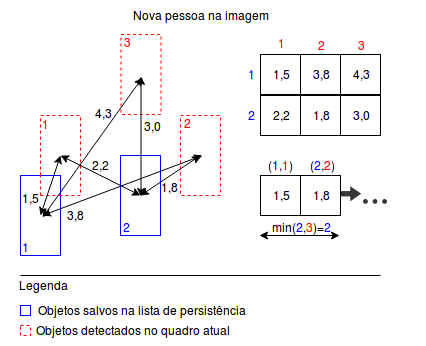 Nova pessoa na imagem
3
4,3
3,0
1
2
2,2
1,8
1,5
3,8
1
2
1 2 3
1 1,5 3,8 4,3
2 2,2 1,8 3,0
(1,1) (2,2)
1,5 1,8
min(2,3)=2
Legenda
Objetos salvos na lista de persistência
Objetos detectados no quadro atual